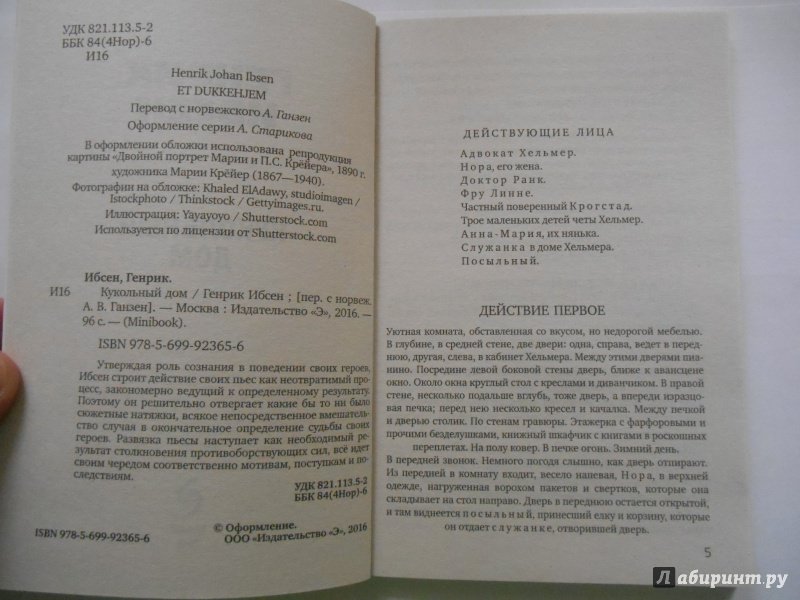 УДК 821.113.5-2
ББК 84(4Нор)-6
И16
Henrik Johan Ibsen
ET DUKKEHJEM
Перевод с норвежского А. Ганзен
Оформление серии А. Старикова
В оформлении обложки использована репродукция
картины «Двойной портрет Марии и П.С. Крёйера», 1890 г.
художника Марии Крёйер (1867—1940).
Фотографии на обложке: Khaled ElAdawy, studioimagen /
Istockphoto / Thinkstock / Gettyimages.ru.
Иллюстрация: Yayayoyo / Shutterstock.com
Используется по лицензии от Shutterstock.com
Ибсен, Генрик.
И16 Кукольный дом / Генрик Ибсен ; [пер. с норвеж.
А. В. Ганзен]. — Москва : Издательство «Э», 2016. —
96 с. — (Minibook).
ISBN 978-5-699-92365-6
Утверждая роль сознания в поведении своих героев,
Ибсен строит действие своих пьес как неотвратимый про-
цесс, закономерно ведущий к определенному результату.
Поэтому он решительно отвергает какие бы то ни было
сюжетные натяжки, всякое непосредственное вмешатель-
ство случая в окончательное определение судьбы своих
героев. Развязка пьесы наступает как необходимый ре-
зультат столкновения противоборствующих сил, всё идет
своим чередом соответственно мотивам, поступкам и по-
следствиям.
УДК 821.113.5-2
ББК 84(4Нор)-6
© Оформление.
ООО «Издательство «Э», 2016
ISBN 978-5-699-92365-6
ДЕЙСТВУЮЩИЕ ЛИЦА
Адвокат Хельмер.
Нора, его жена.
Доктор Ранк.
Фру Линне.
Частный поверенный Крогстад.
Трое маленьких детей четы Хельмер.
Анна-Мария, их нянька.
Служанка в доме Хельмера.
Посыльный.
ДЕЙСТВИЕ ПЕРВОЕ
Уютная комната, обставленная со вкусом, но недорогой мебелью.
В глубине, в средней стене, две двери: одна, справа, ведет в перед-
нюю, другая, слева, в кабинет Хельмера. Между этими дверями пиа-
нино. Посредине левой боковой стены дверь, ближе к авансцене
окно. Около окна круглый стол с креслами и диванчиком. В правой
стене, несколько подальше вглубь, тоже дверь, а впереди изразцо-
вая печка; перед нею несколько кресел и качалка. Между печкой
и дверью столик. По стенам гравюры. Этажерка с фарфоровыми и
прочими безделушками, книжный шкафчик с книгами в роскошных
переплетах. На полу ковер. В печке огонь. Зимний день.
В передней звонок. Немного погодя слышно, как дверь отпирают.
Из передней в комнату входит, весело напевая, Нора, в верхней
одежде, нагруженная ворохом пакетов и свертков, которые она
складывает на стол направо. Дверь в переднюю остается открытой,
и там виднеется посыльный, принесший елку и корзину, которые
он отдает служанке, отворившей дверь.
5
Лабиринт.ру